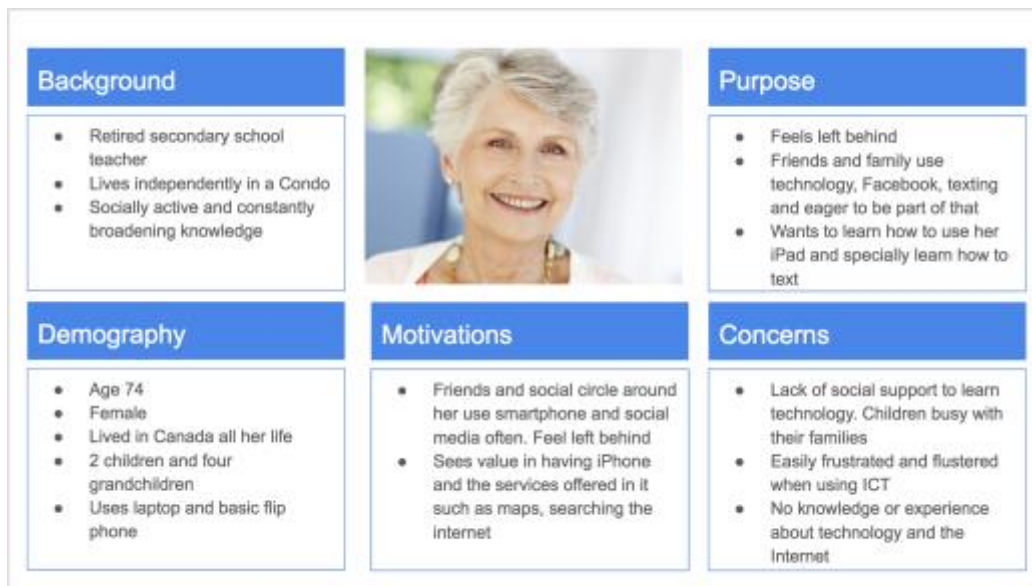 Background
● Retired secondary school
teacher
● Lives independently in a Condo
● Socially active and constantly
broadening knowledge
Purpose
● Feels left behind
● Friends and family use
technology, Facebook, texting
and eager to be part of that
● Wants to learn how to use her
iPad and specially learn how to
text
Demography
● Age 74
● Female
● Lived in Canada all her life
● 2 children and four
grandchildren
● Uses laptop and basic flip
phone
Motivations
● Friends and social circle around
her use smartphone and social
media often. Feel left behind
● Sees value in having iPhone
and the services offered in it
such as maps, searching the
internet
Concerns
● Lack of social support to learn
technology. Children busy with
their families
● Easily frustrated and flustered
when using ICT
● No knowledge or experience
about technology and the
Internet